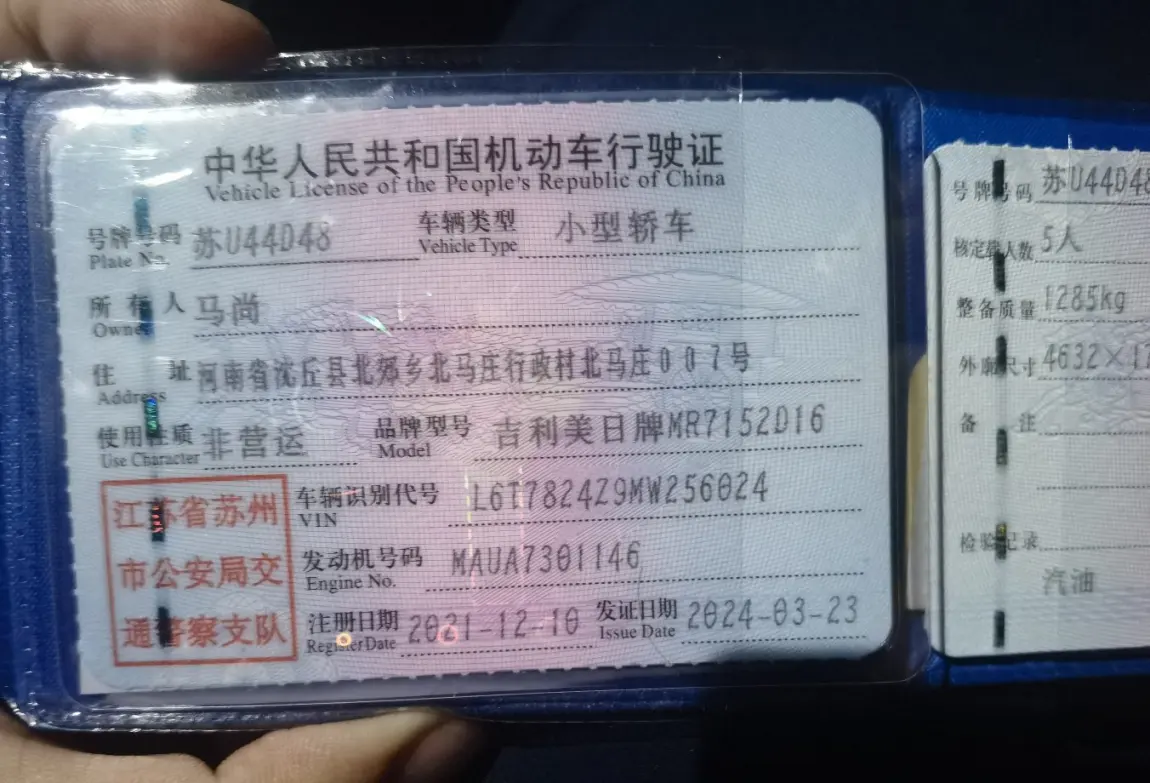 中华人民共和国机动车行驶证
Vehicle License of the People's Republic of China
号牌号码 苏U44D48 车辆类型 小型轿车
Plate No. Vehicle Type
所有人 马尚
Owner
住址 河南省沈丘县北郊乡北马庄行政村北马庄007号
Address
使用性质 非营运 品牌型号 吉利美日牌MR7152D16
Use Character Model
江苏省苏州
市公安局交
通警察支队
车辆识别代号 L6T7824Z9MW256024
VIN
发动机号码 MAUA7301146
Engine No.
注册日期 2021-12-10 发证日期 2024-03-23
Register Date Issue Date
号牌号码 苏U44D48
核定载人数 5人
整备质量 1285kg
外廓尺寸 4632×17
备注
检验记录
汽油